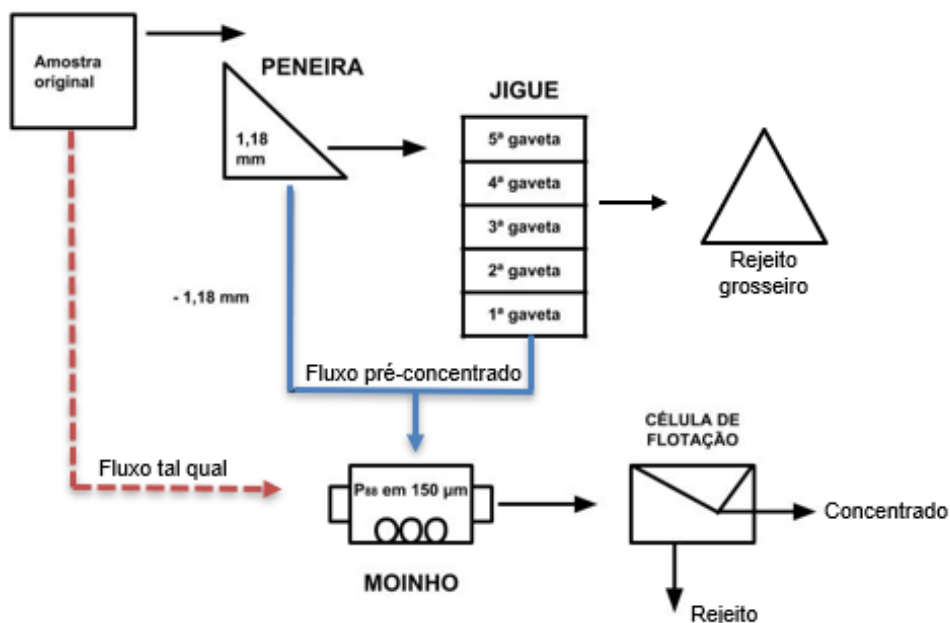 Amostra
original
PENEIRA
1,18
mm
JIGUE
5ª gaveta
4ª gaveta
3ª gaveta
2ª gaveta
1ª gaveta
Rejeito
grosseiro
- 1,18 mm
Fluxo pré-concentrado
Fluxo tal qual
P88 em 150 µm
MOINHO
CÉLULA DE
FLOTAÇÃO
Concentrado
Rejeito